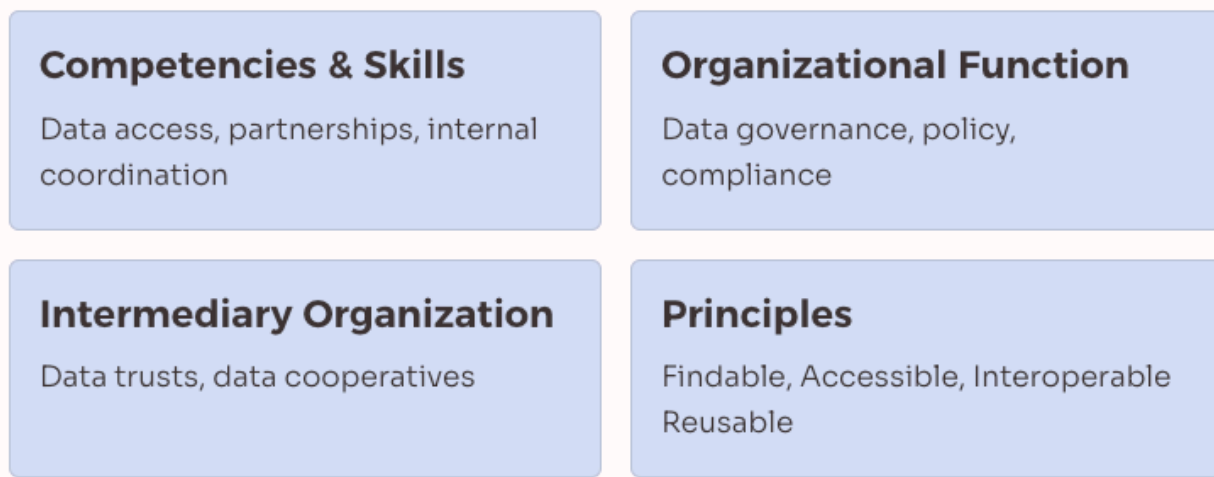 Competencies & Skills
Data access, partnerships, internal
coordination
Organizational Function
Data governance, policy,
compliance
Intermediary Organization
Data trusts, data cooperatives
Principles
Findable, Accessible, Interoperable
Reusable